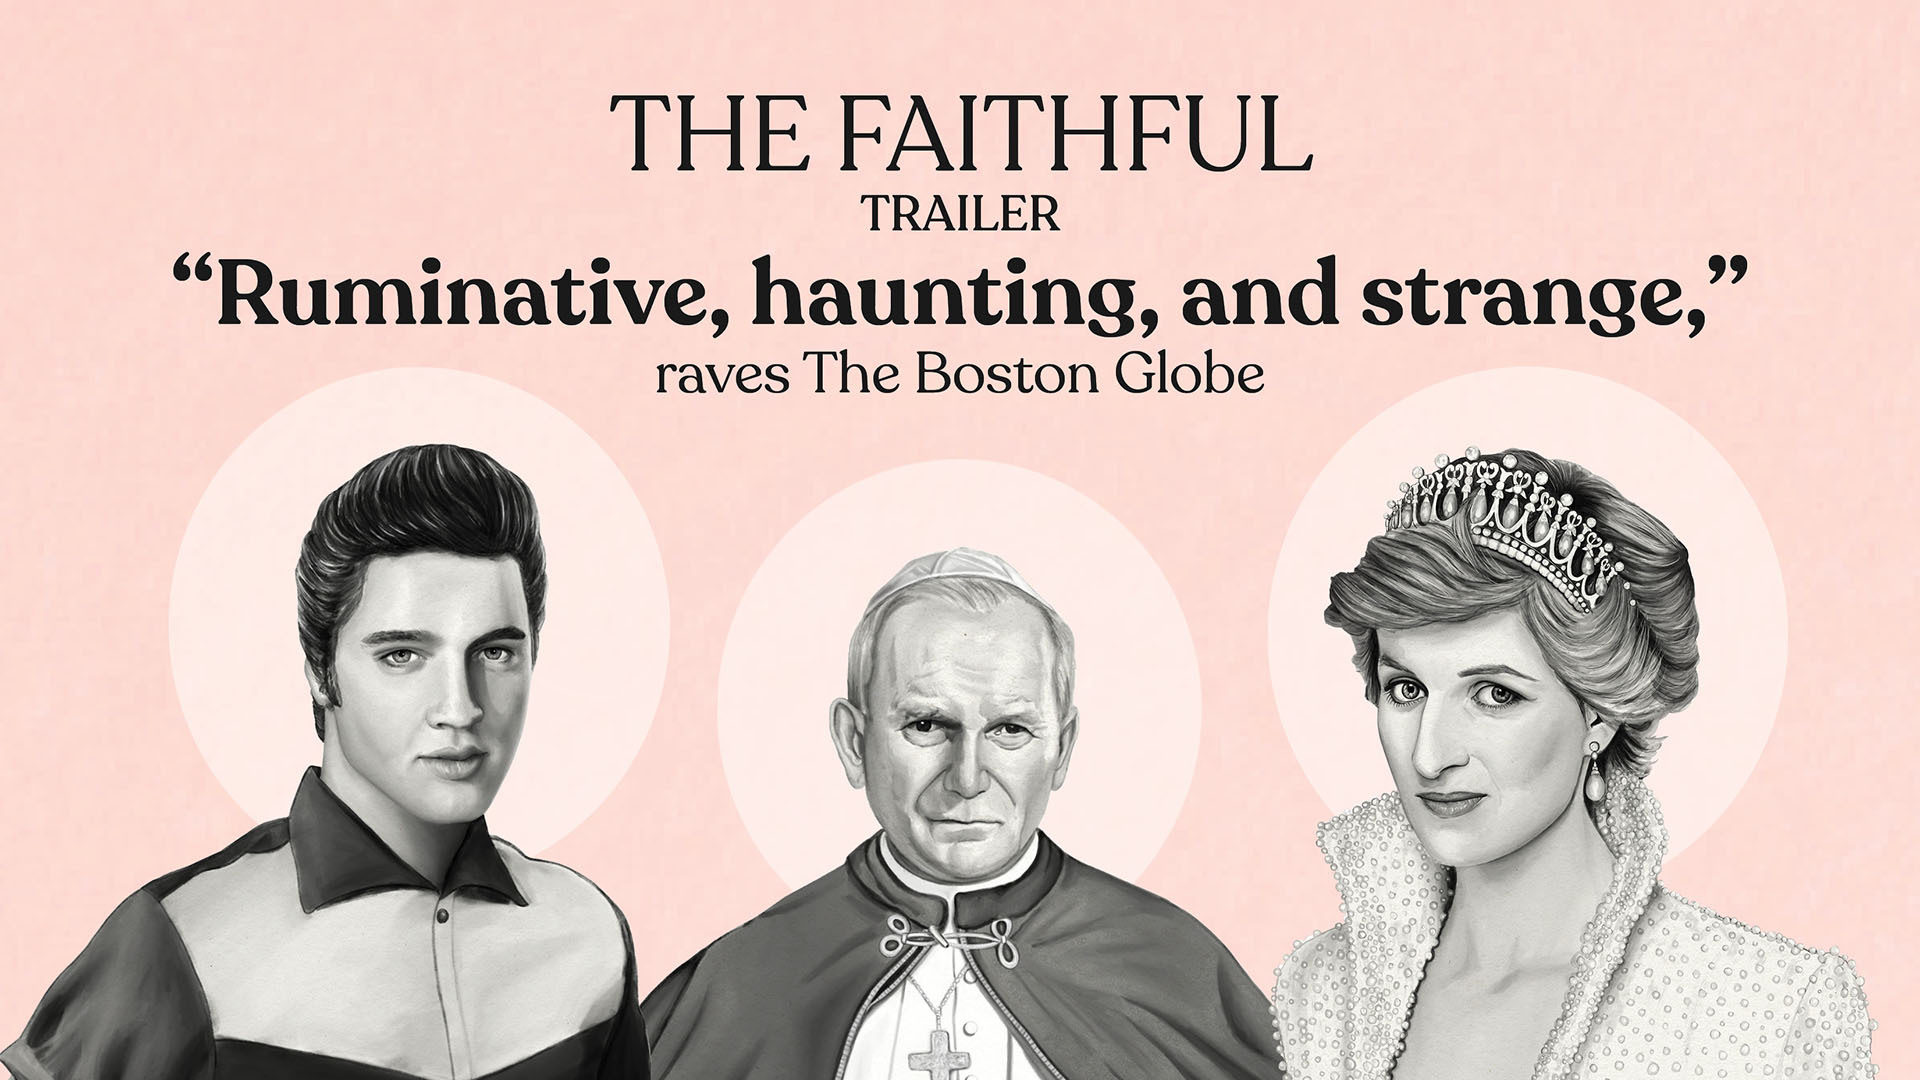 THE FAITHFUL
TRAILER
“Ruminative, haunting, and strange,”
raves The Boston Globe